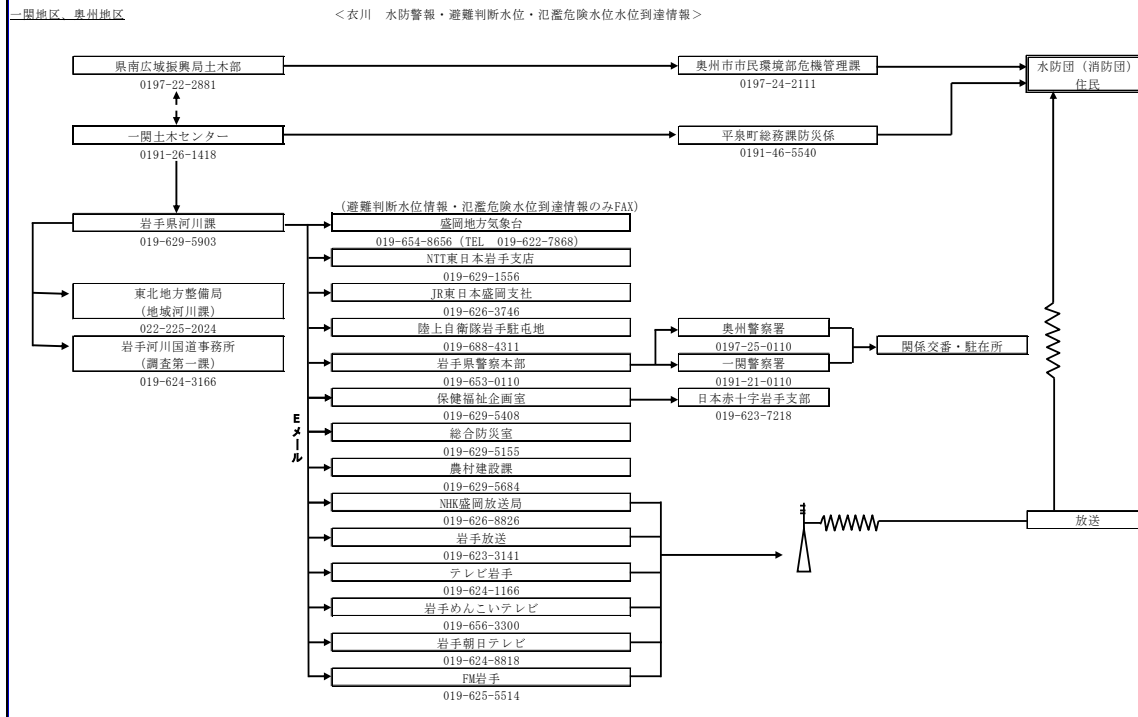 一関地区、奥州地区
＜衣川　水防警報・避難判断水位・氾濫危険水位水位到達情報＞
県南広域振興局土木部
0197-22-2881
奥州市市民環境部危機管理課
0197-24-2111
水防団（消防団）
住民
一関土木センター
0191-26-1418
平泉町総務課防災係
0191-46-5540
岩手県河川課
019-629-5903
東北地方整備局
(地域河川課)
022-225-2024
岩手河川国道事務所
(調査第一課)
019-624-3166
Eメール
(避難判断水位情報・氾濫危険水位到達情報のみFAX)
盛岡地方気象台
019-654-8656 (TEL　019-622-7868)
NTT東日本岩手支店
019-629-1556
JR東日本盛岡支社
019-626-3746
陸上自衛隊岩手駐屯地
019-688-4311
岩手県警察本部
019-653-0110
保健福祉企画室
019-629-5408
総合防災室
019-629-5155
農村建設課
019-629-5684
NHK盛岡放送局
019-626-8826
岩手放送
019-623-3141
テレビ岩手
019-624-1166
岩手めんこいテレビ
019-656-3300
岩手朝日テレビ
019-624-8818
FM岩手
019-625-5514
奥州警察署
0197-25-0110
一関警察署
0191-21-0110
日本赤十字岩手支部
019-623-7218
関係交番・駐在所
放送